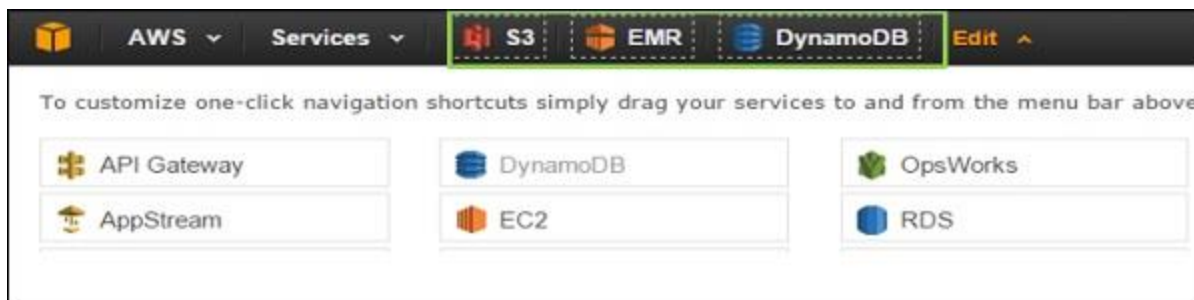 AWS Services S3 EMR DynamoDB Edit
To customize one-click navigation shortcuts simply drag your services to and from the menu bar above
API Gateway DynamoDB OpsWorks
AppStream EC2 RDS